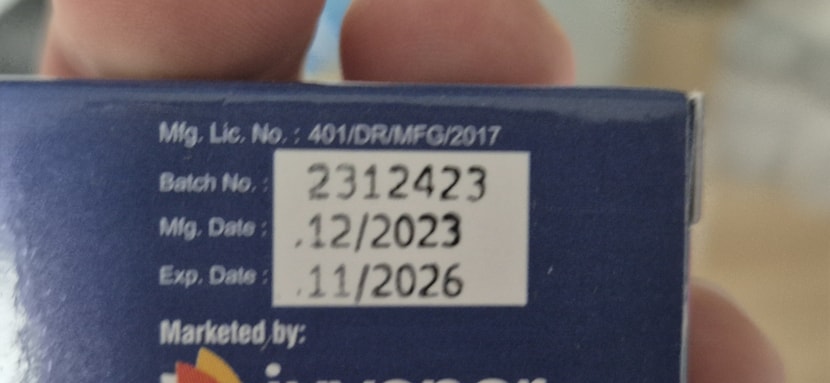 Mfg. Lic. No. : 401/DR/MFG/2017
Batch No. : 2312423
Mfg. Date : .12/2023
Exp. Date : .11/2026
Marketed by: